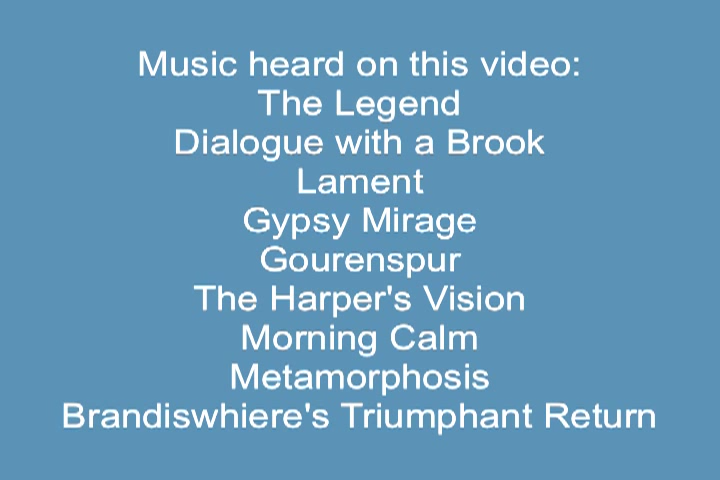 Music heard on this video:
The Legend
Dialogue with a Brook
Lament
Gypsy Mirage
Gourenspur
The Harper's Vision
Morning Calm
Metamorphosis
Brandiswhiere's Triumphant Return